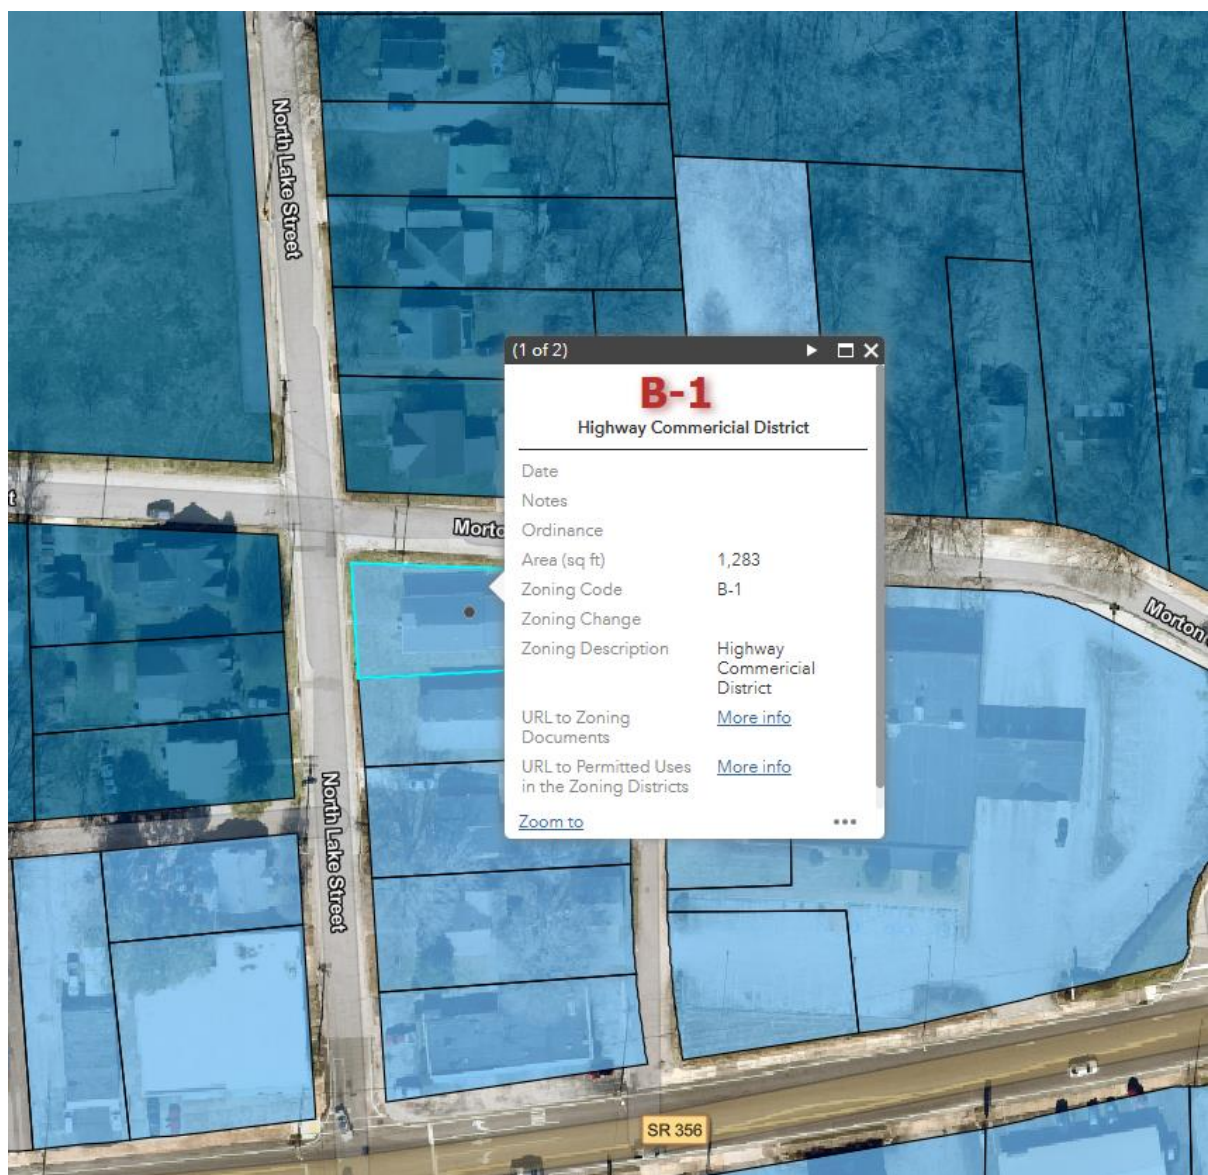 North Lake Street
(1 of 2)
B-1
Highway Commericial District
Date
Notes
Ordinance
Area (sq ft) 1,283
Zoning Code B-1
Zoning Change
Zoning Description Highway
Commericial
District
URL to Zoning More info
Documents
URL to Permitted Uses More info
in the Zoning Districts
Zoom to
Morto
Morton
North Lake Street
SR 356